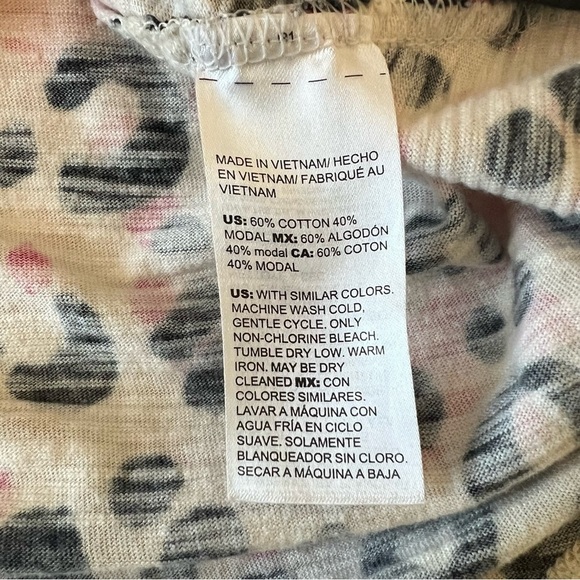 MADE IN VIETNAM/ HECHO
EN VIETNAM/ FABRIQUÉ AU
VIETNAM
US: 60% COTTON 40%
MODAL MX: 60% ALGODÓN
40% modal CA: 60% COTON
40% MODAL
US: WITH SIMILAR COLORS.
MACHINE WASH COLD,
GENTLE CYCLE. ONLY
NON-CHLORINE BLEACH.
TUMBLE DRY LOW. WARM
IRON. MAY BE DRY
CLEANED MX: CON
COLORES SIMILARES.
LAVAR A MÁQUINA CON
AGUA FRÍA EN CICLO
SUAVE. SOLAMENTE
BLANQUEADOR SIN CLORO.
SECAR A MÁQUINA A BAJA